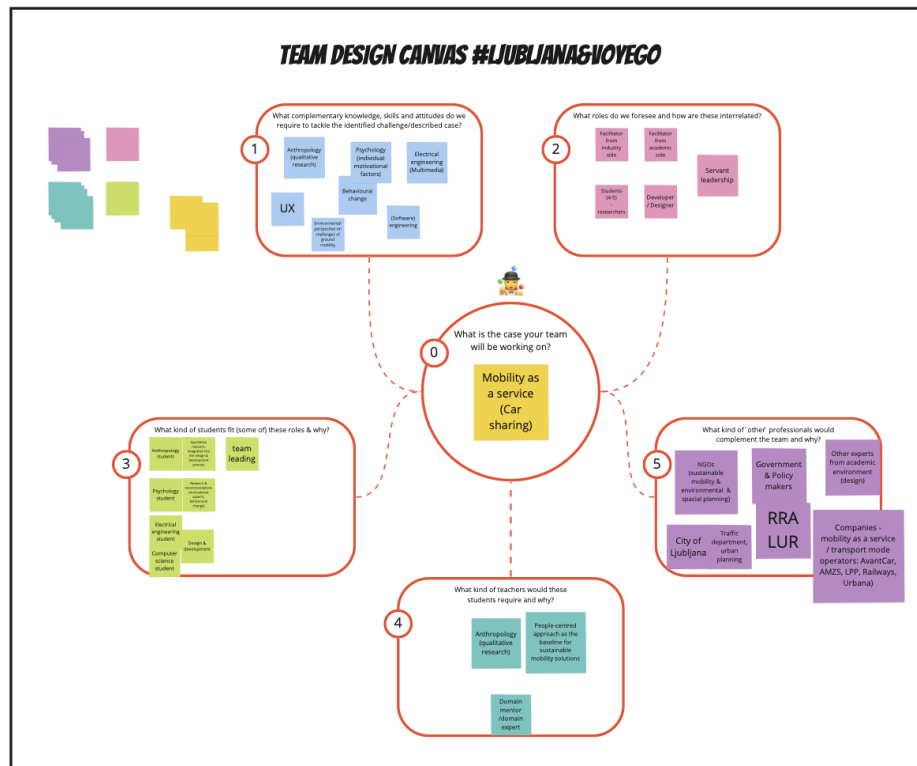 TEAM DESIGN CANVAS #LJUBLJANA&VOYEGO
1
What complementary knowledge, skills and attitudes do we
require to tackle the identified challenge/described case?
Anthropology
(qualitative
research)
Psychology
(individual
motivational
factors)
Electrical
engineering
(Multimedia)
Behavioural
change
UX
Environmental
perspective on
challenges of
ground
mobility
(Software)
engineering
2
What roles do we foresee and how are these interrelated?
Facilitator
from
industry
side
Facilitator
from
academic
side
Servant
leadership
Students
(4-5)
-
researchers
Developer
/ Designer
0
What is the case your team
will be working on?
Mobility as
a service
(Car
sharing)
3
What kind of students fit (some of) these roles & why?
Anthropology
students
team
leading
Psychology
student
Electrical
engineering
student
Computer
science
student
Design &
development
4
What kind of teachers would these
students require and why?
Anthropology
(qualitative
research)
People-centred
approach as the
baseline for
sustainable
mobility solutions
Domain
mentor
/domain
expert
5
What kind of `other` professionals would
complement the team and why?
NGOs
(sustainable
mobility &
environmental &
spacial planning)
Government
& Policy
makers
Other experts
from academic
environment
(design)
City of
Ljubljana
Traffic
department,
urban
planning
RRA
LUR
Companies -
mobility as a service
/ transport mode
operators: AvantCar,
AMZS, LPP, Railways,
Urbana)